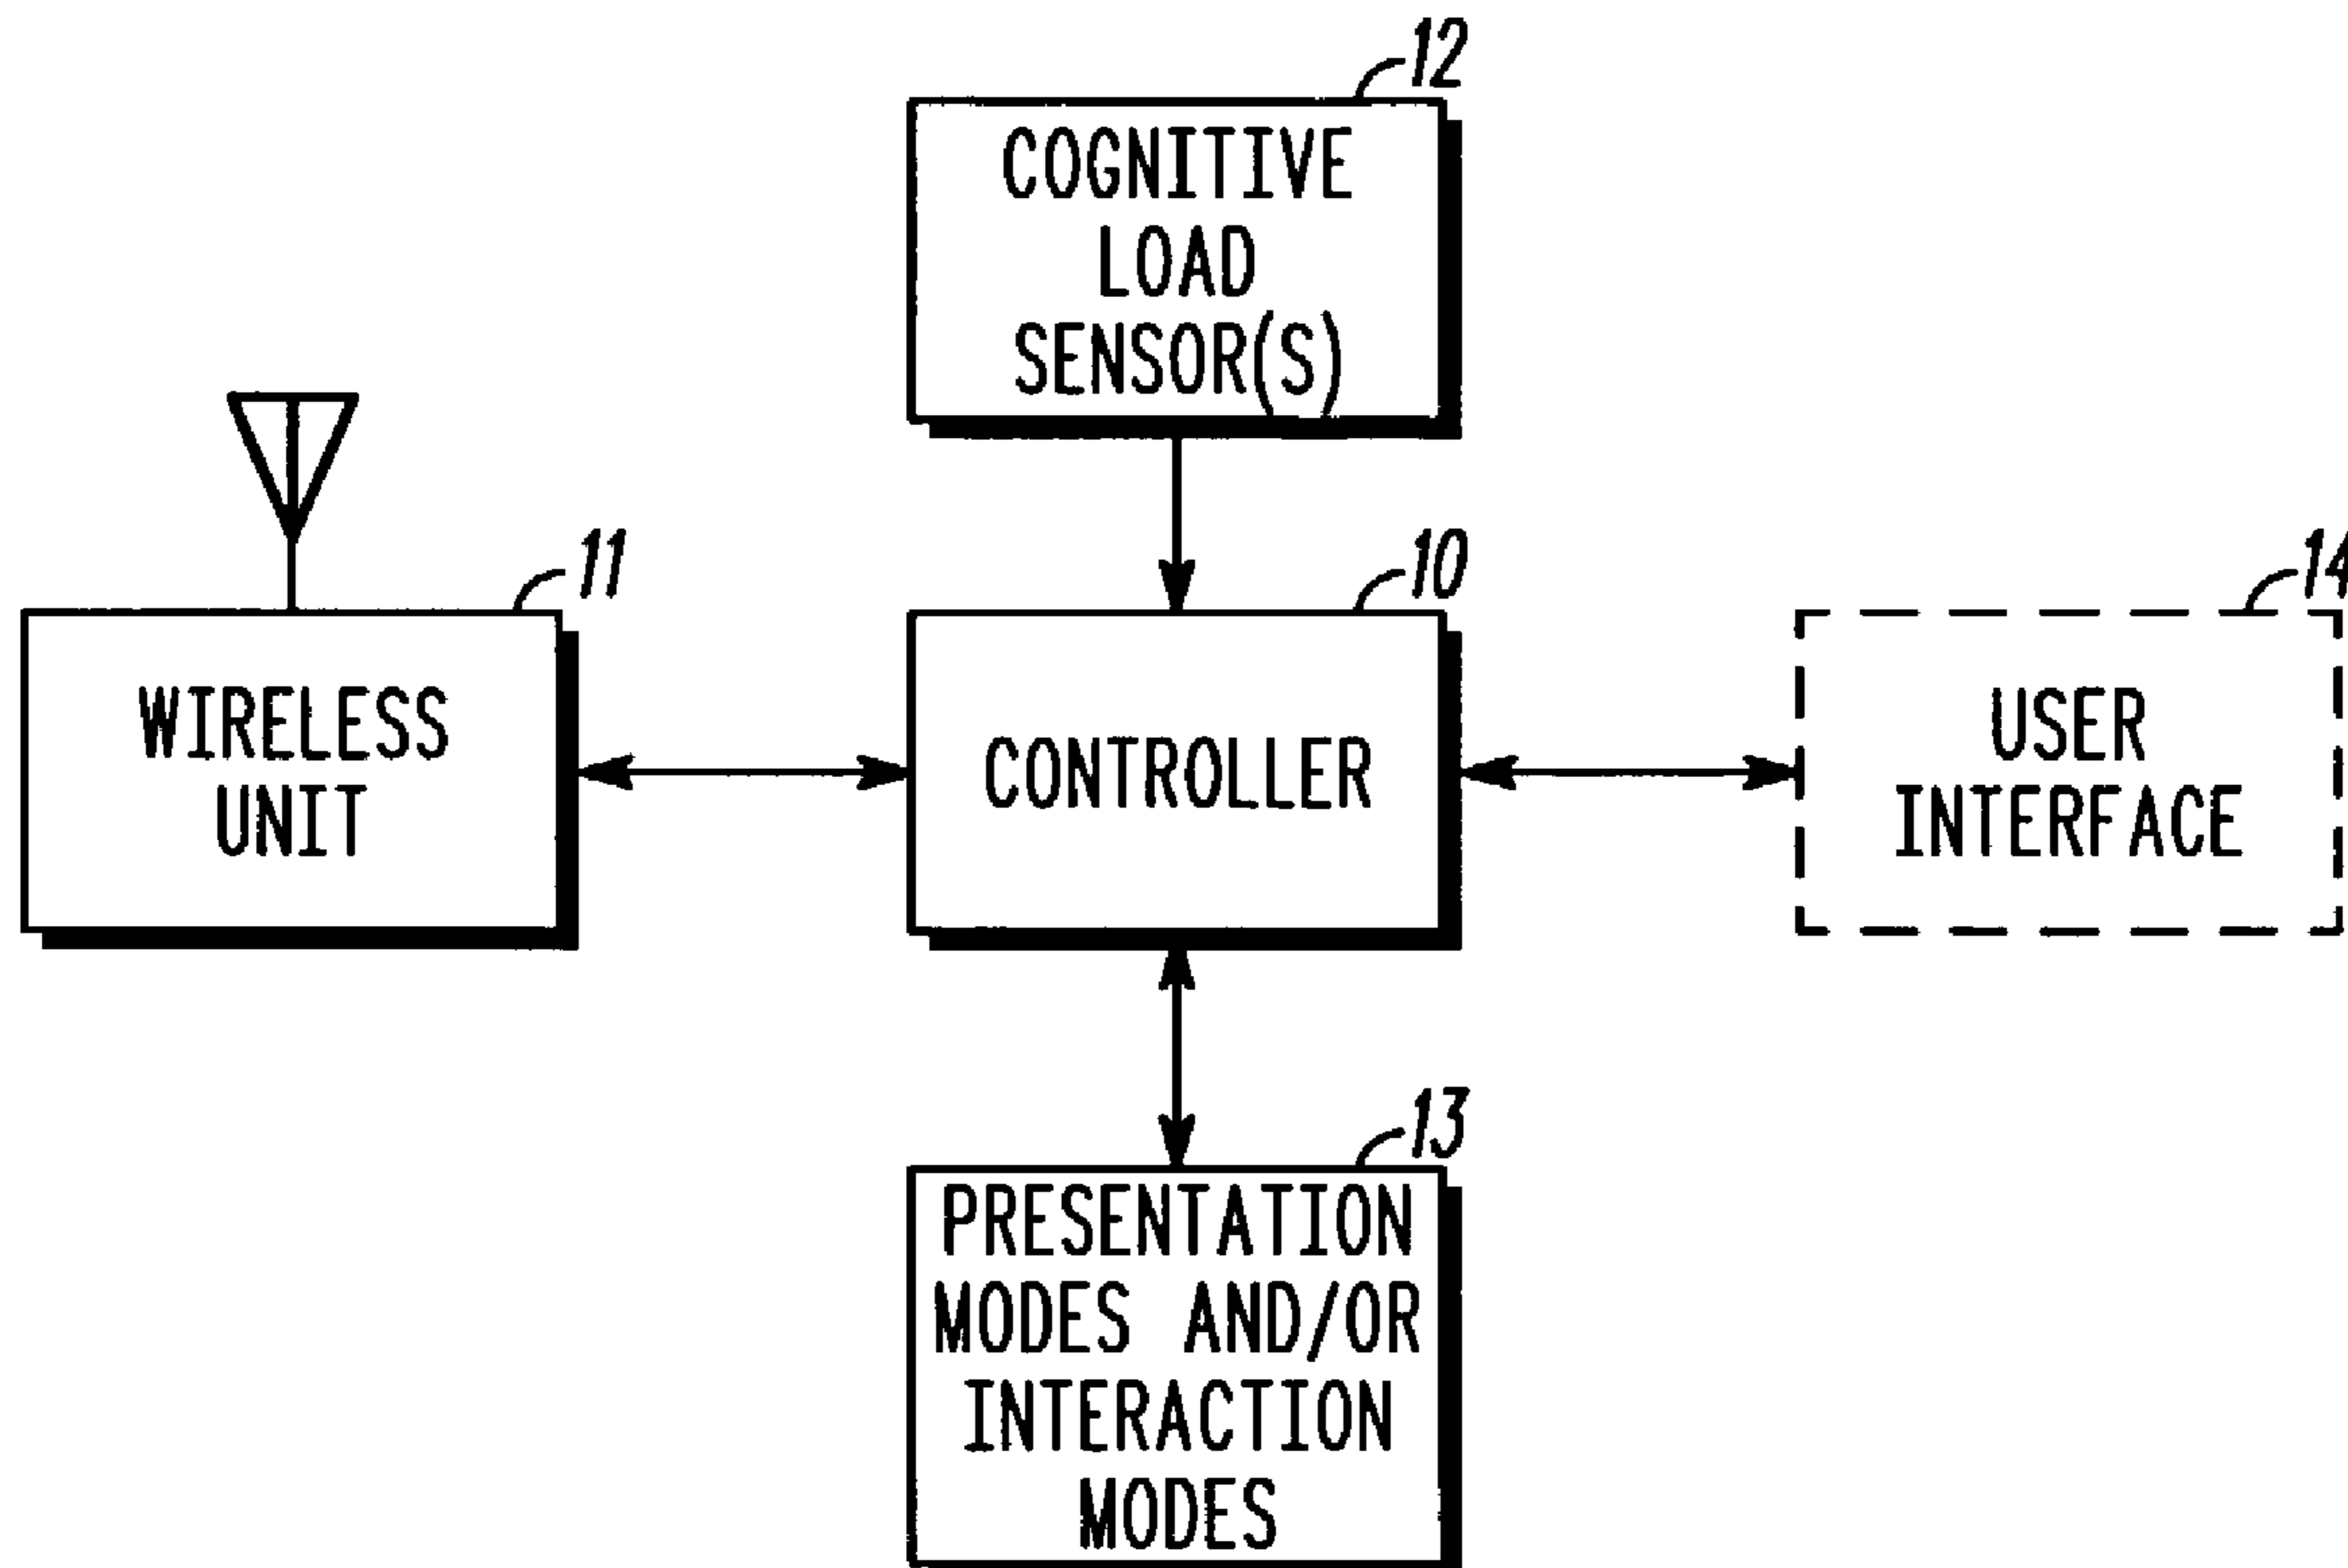 12
COGNITIVE
LOAD
SENSOR(S)
11
10
14
WIRELESS
UNIT
CONTROLLER
USER
INTERFACE
13
PRESENTATION
MODES AND/OR
INTERACTION
MODES